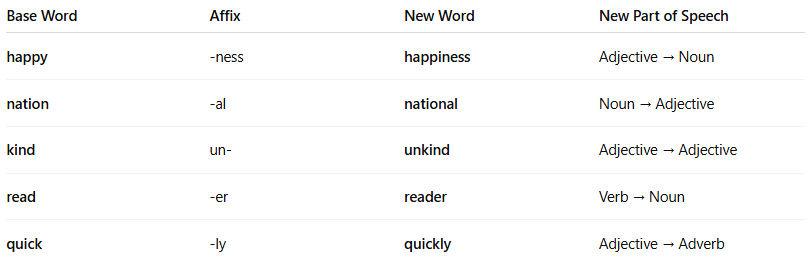 Base Word Affix New Word New Part of Speech
happy -ness happiness Adjective → Noun
nation -al national Noun → Adjective
kind un- unkind Adjective → Adjective
read -er reader Verb → Noun
quick -ly quickly Adjective → Adverb